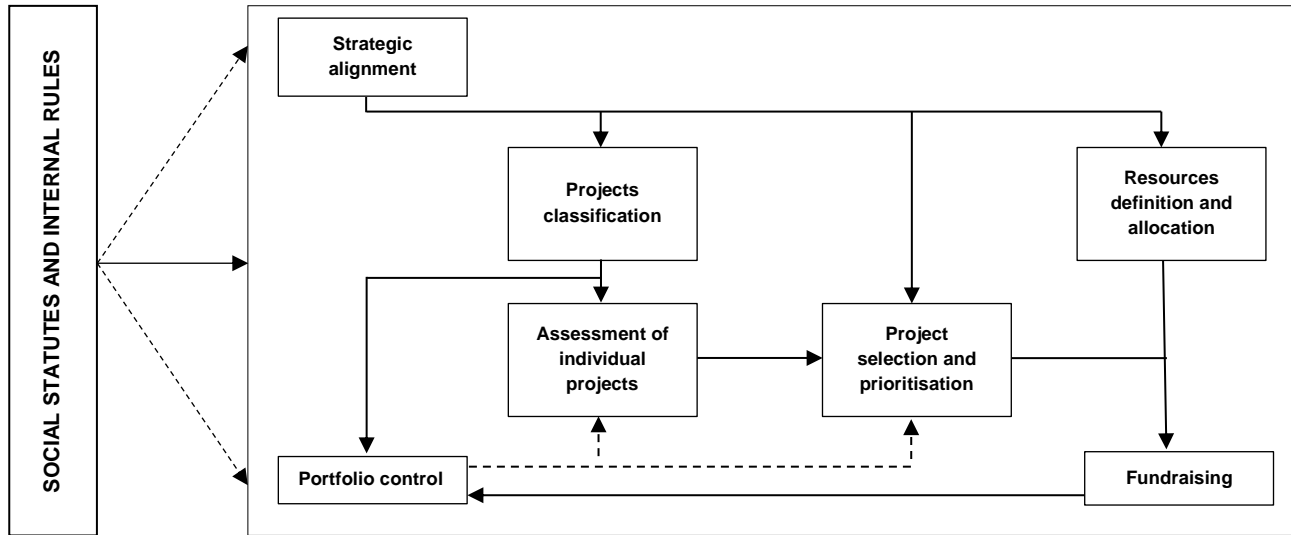 SOCIAL STATUTES AND INTERNAL RULES
Strategic
alignment
Projects
classification
Resources
definition and
allocation
Assessment of
individual
projects
Project
selection and
prioritisation
Portfolio control
Fundraising